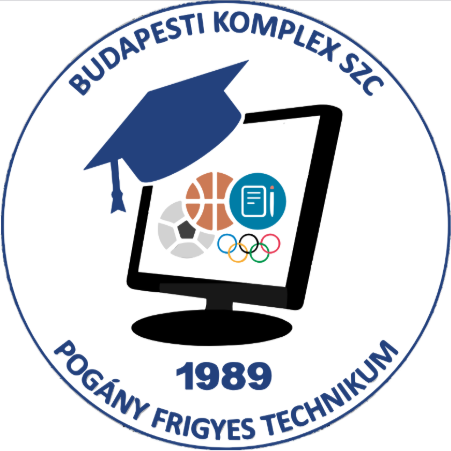 BUDAPESTI KOMPLEX SZC
1989
POGÁNY FRIGYES TECHNIKUM